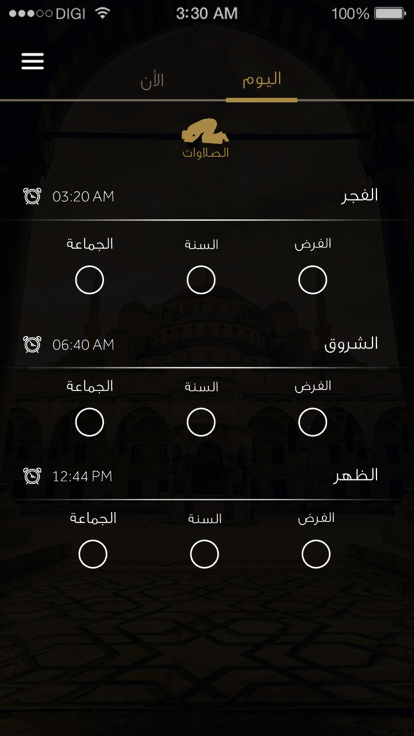 DIGI 3:30 AM 100%
اليوم الأن
الصلاوات
الفجر 03:20 AM
الفرض السنة الجماعة
الشروق 06:40 AM
الفرض السنة الجماعة
الظهر 12:44 PM
الفرض السنة الجماعة